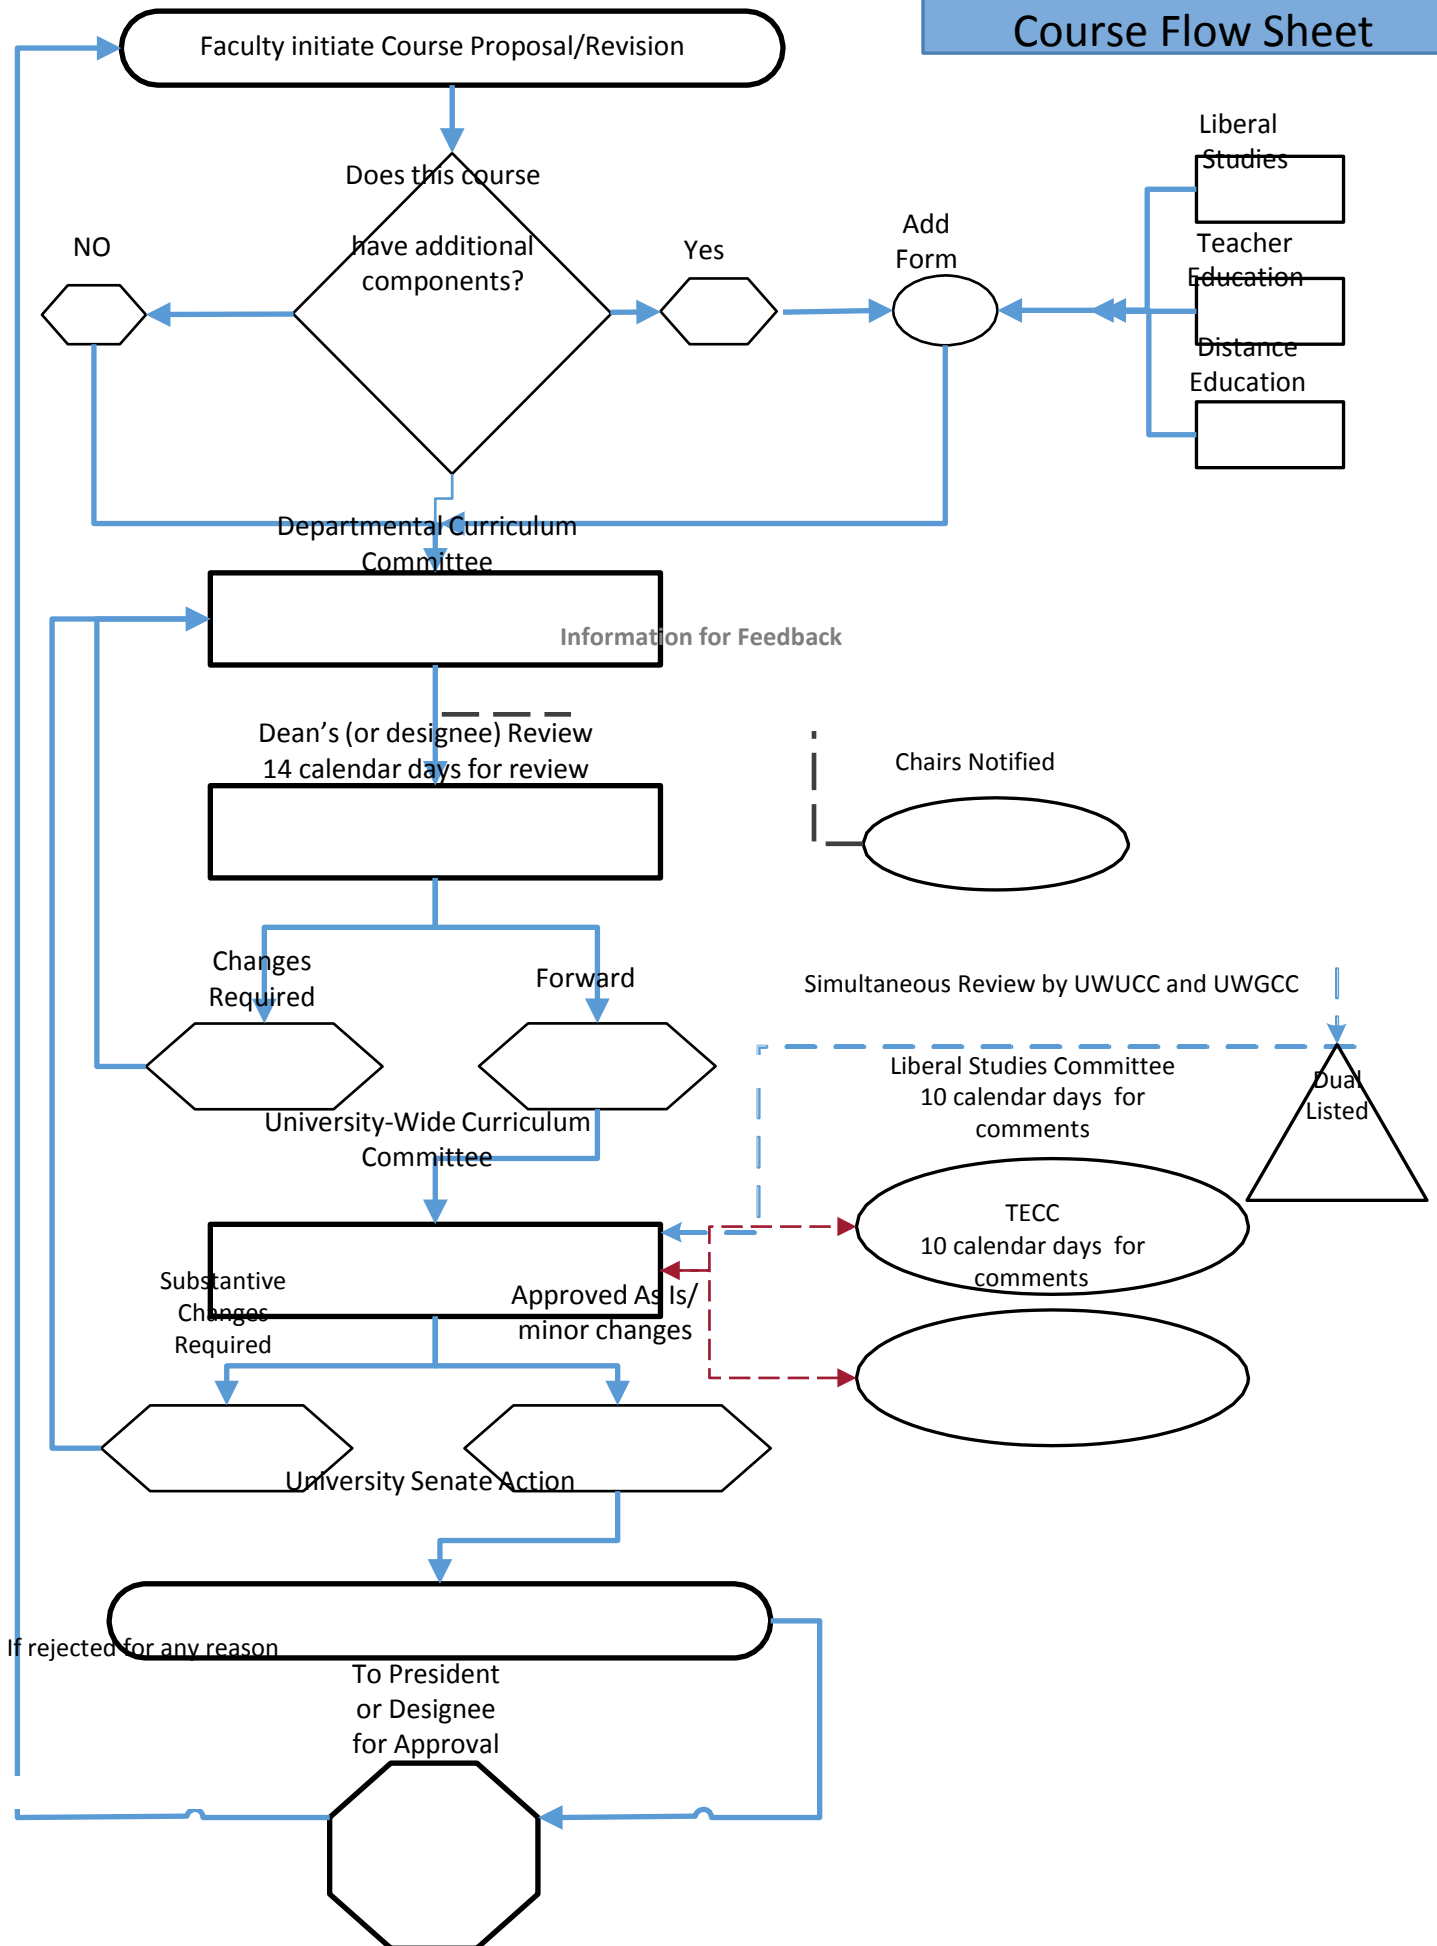 Course Flow Sheet
Faculty initiate Course Proposal/Revision
Does this course
have additional
components?
NO
Yes
Add
Form
Liberal
Studies
Teacher
Education
Distance
Education
Departmental Curriculum
Committee
Information for Feedback
Dean’s (or designee) Review
14 calendar days for review
Chairs Notified
Changes
Required
Forward
Simultaneous Review by UWUCC and UWGCC
Dual
Listed
Liberal Studies Committee
10 calendar days  for
comments
University-Wide Curriculum
Committee
TECC
10 calendar days  for
comments
Substantive
Changes
Required
Approved As Is/
minor changes
University Senate Action
If rejected for any reason
To President
or Designee
for Approval